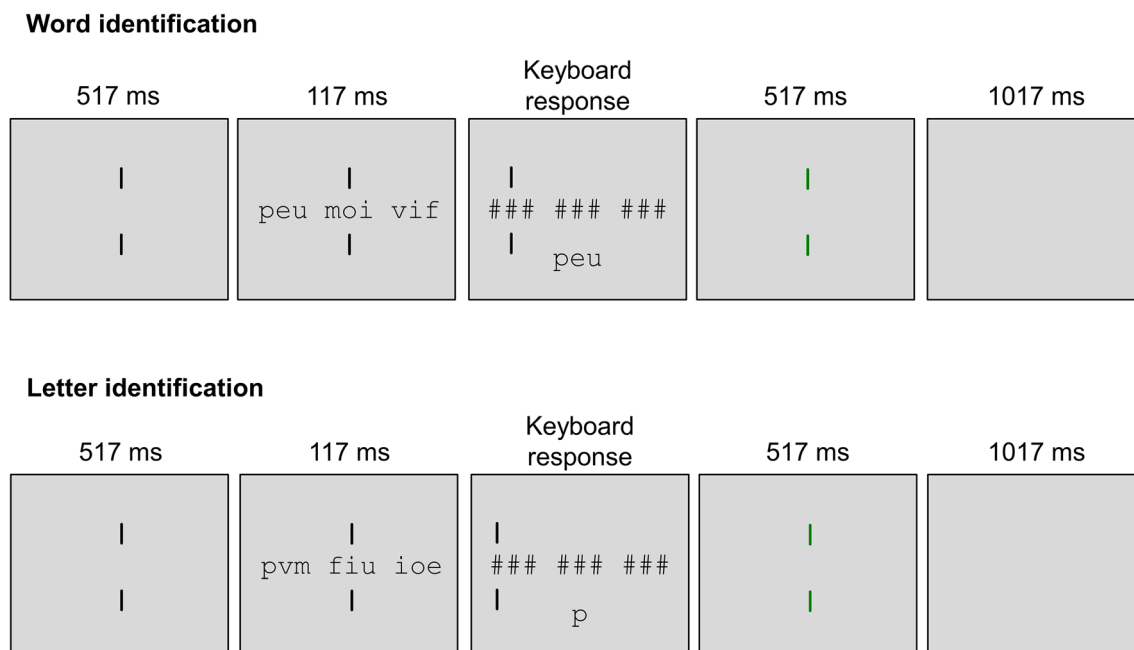 Word identification
517 ms 117 ms Keyboard response 517 ms 1017 ms
peu moi vif ### ### ###
peu
Letter identification
517 ms 117 ms Keyboard response 517 ms 1017 ms
pvm fiu ioe ### ### ###
p